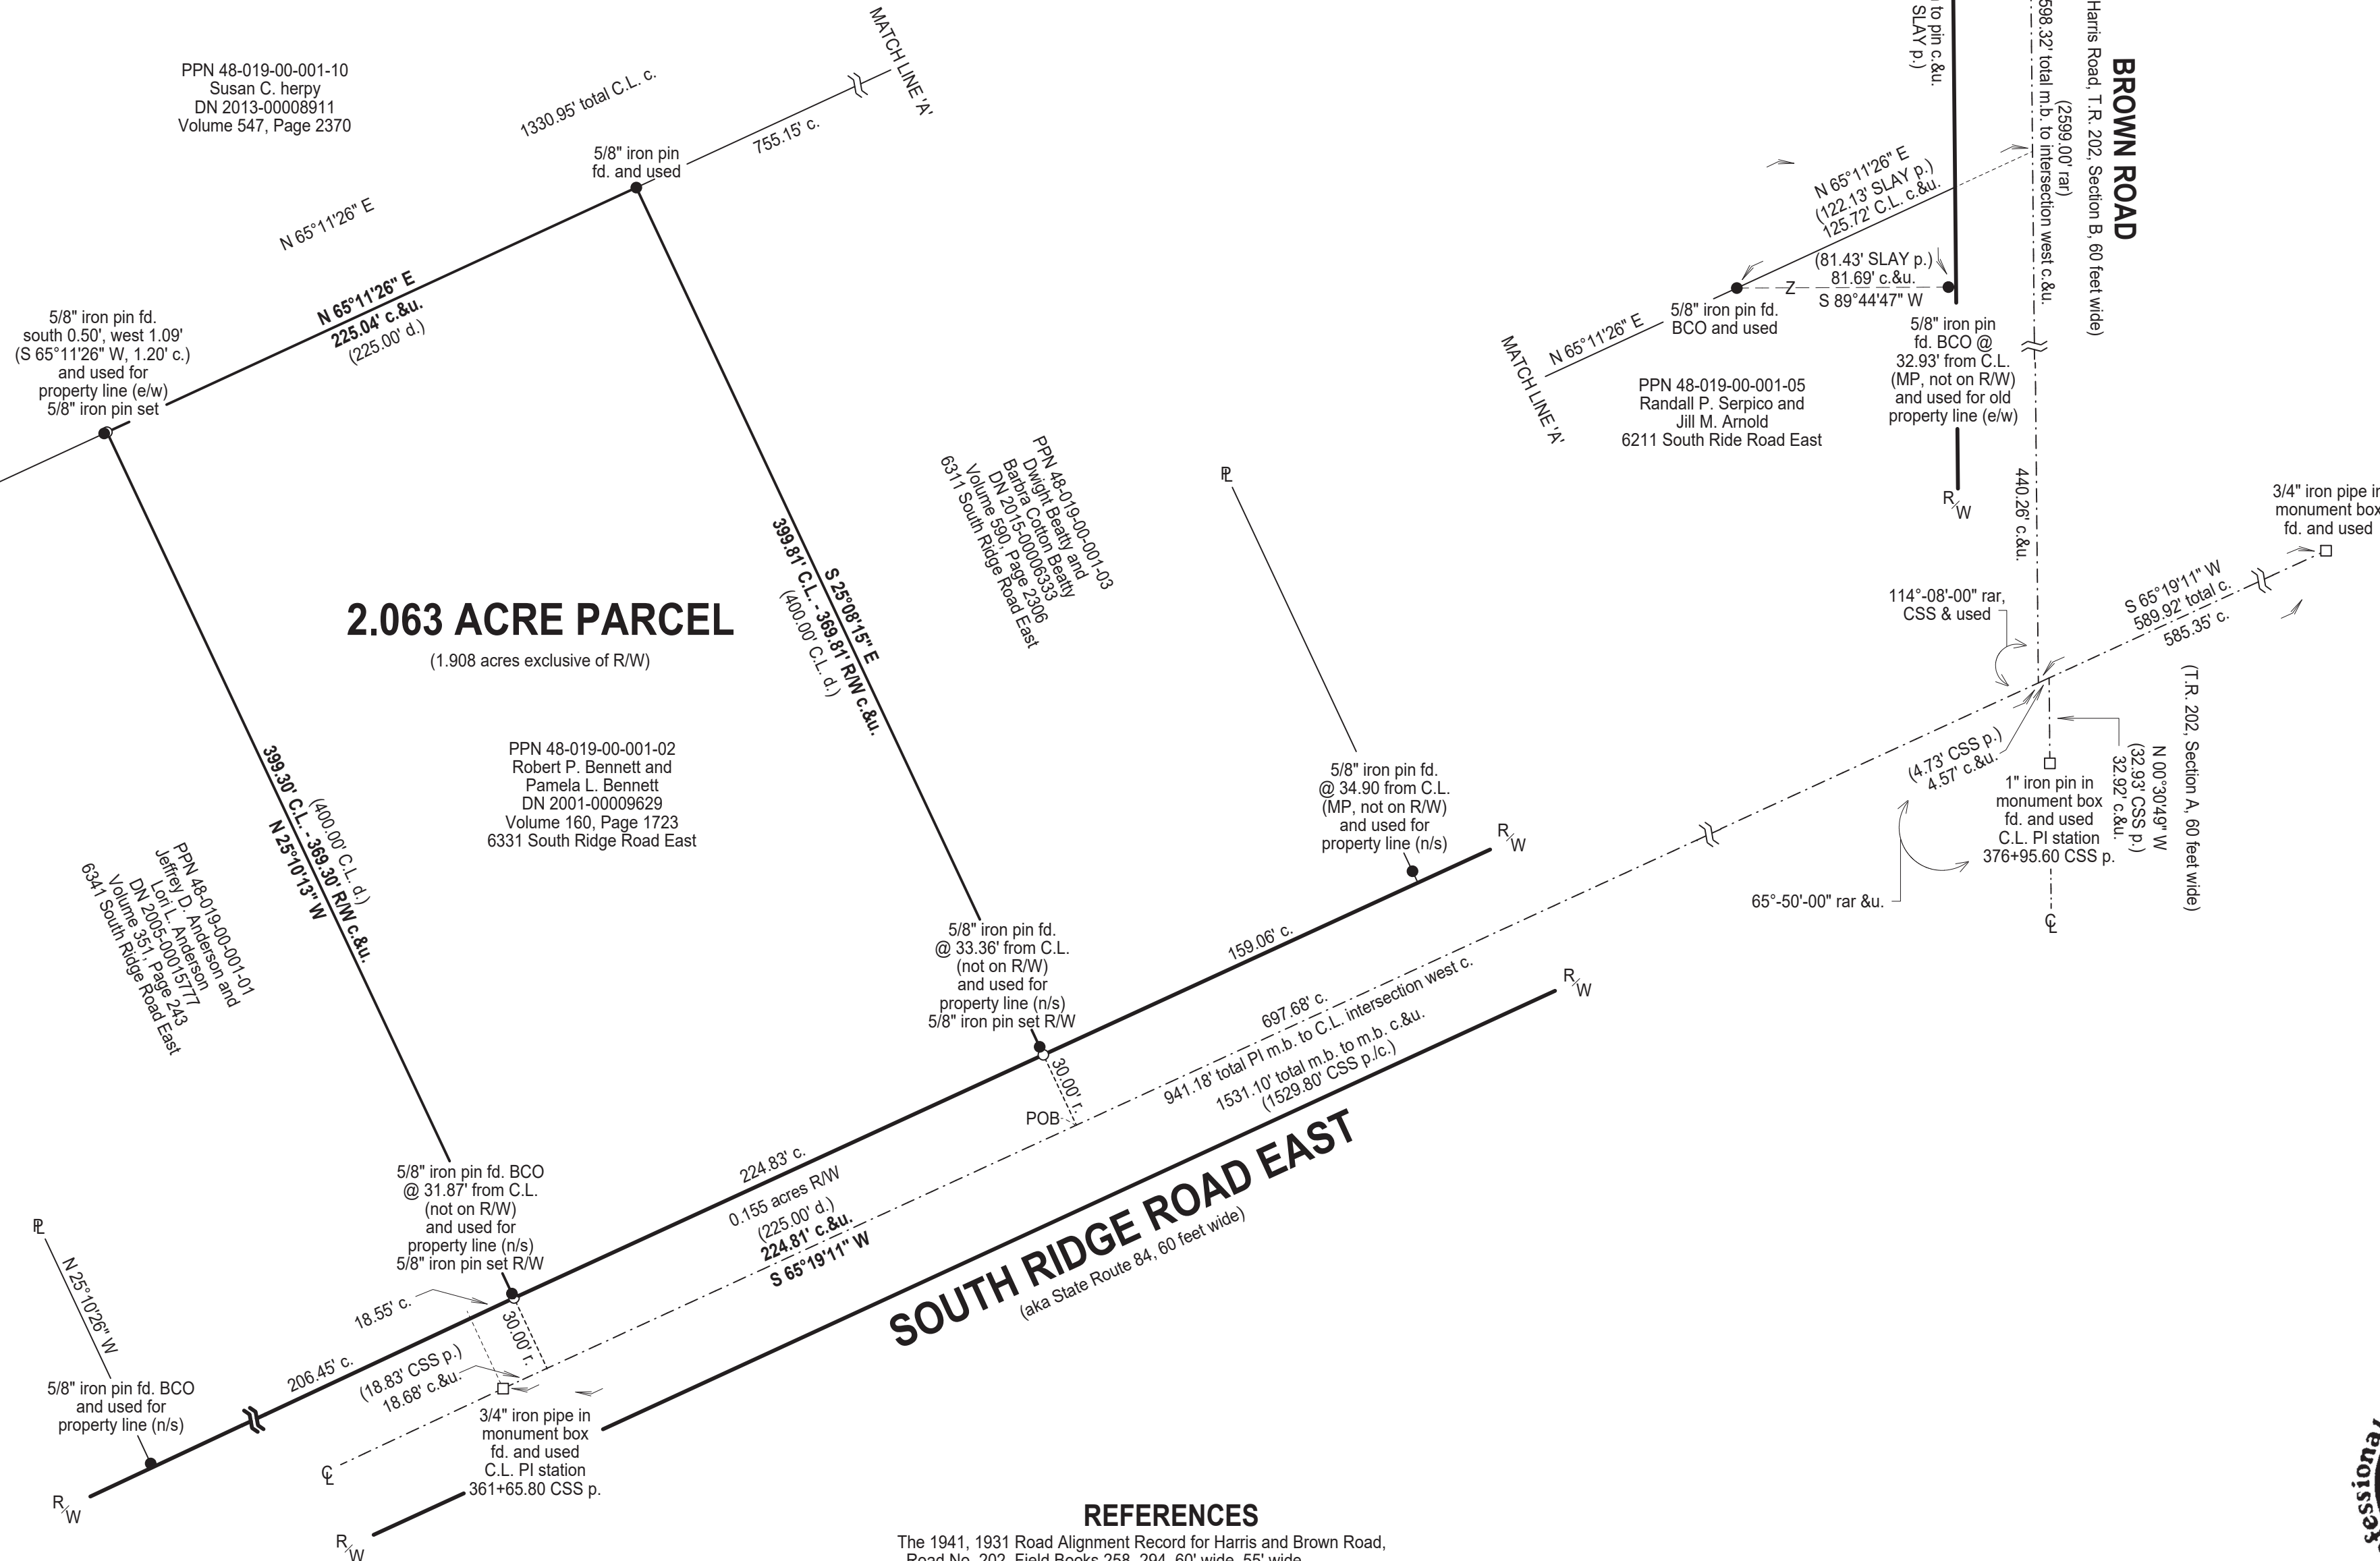 PPN 48-019-00-001-10
Susan C. herpy
DN 2013-00008911
Volume 547, Page 2370
1330.95' total C.L. c.
MATCH LINE 'A'
755.15' c.
5/8" iron pin
fd. and used
N 65°11'26" E
N 65°11'26" E
225.04' c.&u.
(225.00' d.)
5/8" iron pin fd.
south 0.50', west 1.09'
(S 65°11'26" W, 1.20' c.)
and used for
property line (e/w)
5/8" iron pin set
2.063 ACRE PARCEL
(1.908 acres exclusive of R/W)
PPN 48-019-00-001-02
Robert P. Bennett and
Pamela L. Bennett
DN 2001-00009629
Volume 160, Page 1723
6331 South Ridge Road East
S 25°08'15" E
399.81' C.L. - 369.81' R/W c.&u.
(400.00' C.L. d.)
PPN 48-019-00-001-03
Dwight Beatty and
Barbra Cotton Beatty
DN 2015-00006333
Volume 590, Page 2306
6311 South Ridge Road East
(400.00' C.L. d.)
399.30' C.L. - 369.30' R/W c.&u.
N 25°10'13" W
PPN 48-019-00-001-01
Jeffrey D. Anderson and
Lori L. Anderson
DN 2005-00015777
Volume 351, Page 243
6341 South Ridge Road East
PL
N 25°10'26" W
5/8" iron pin fd. BCO
and used for
property line (n/s)
R/W
5/8" iron pin fd. BCO
@ 31.87' from C.L.
(not on R/W)
and used for
property line (n/s)
5/8" iron pin set R/W
18.55' c.
206.45' c.
(18.83' CSS p.)
18.68' c.&u.
30.00' r.
CL
R/W
3/4" iron pipe in
monument box
fd. and used
C.L. PI station
361+65.80 CSS p.
224.83' c.
0.155 acres R/W
(225.00' d.)
224.81' c.&u.
S 65°19'11" W
5/8" iron pin fd.
@ 33.36' from C.L.
(not on R/W)
and used for
property line (n/s)
5/8" iron pin set R/W
30.00' r.
POB
PL
5/8" iron pin fd.
@ 34.90 from C.L.
(MP, not on R/W)
and used for
property line (n/s)
159.06' c.
R/W
697.68' c.
941.18' total PI m.b. to C.L. intersection west c.
1531.10' total m.b. to m.b. c.&u.
(1529.80' CSS p./c.)
R/W
SOUTH RIDGE ROAD EAST
(aka State Route 84, 60 feet wide)
MATCH LINE 'A'
N 65°11'26" E
5/8" iron pin fd.
BCO and used
N 65°11'26" E
(122.13' SLAY p.)
125.72' C.L. c.&u.
(81.43' SLAY p.)
81.69' c.&u.
Z
S 89°44'47" W
5/8" iron pin
fd. BCO @
32.93' from C.L.
(MP, not on R/W)
and used for old
property line (e/w)
PPN 48-019-00-001-05
Randall P. Serpico and
Jill M. Arnold
6211 South Ride Road East
R/W
to pin c.&u.
SLAY p.)
BROWN ROAD
Harris Road, T.R. 202, Section B, 60 feet wide)
(2599.00' rar)
598.32' total m.b. to intersection west c.&u.
440.26' c.&u.
114°-08'-00" rar,
CSS & used
3/4" iron pipe in
monument box
fd. and used
S 65°19'11" W
589.92' total c.
585.35' c.
(T.R. 202, Section A, 60 feet wide)
N 00°30'49" W
(32.93' CSS p.)
32.92' c.&u.
(4.73' CSS p.)
4.57' c.&u.
1" iron pin in
monument box
fd. and used
C.L. PI station
376+95.60 CSS p.
65°-50'-00" rar &u.
CL
REFERENCES
The 1941, 1931 Road Alignment Record for Harris and Brown Road,
Road No. 202, Field Books 258, 294, 60' wide, 55' wide